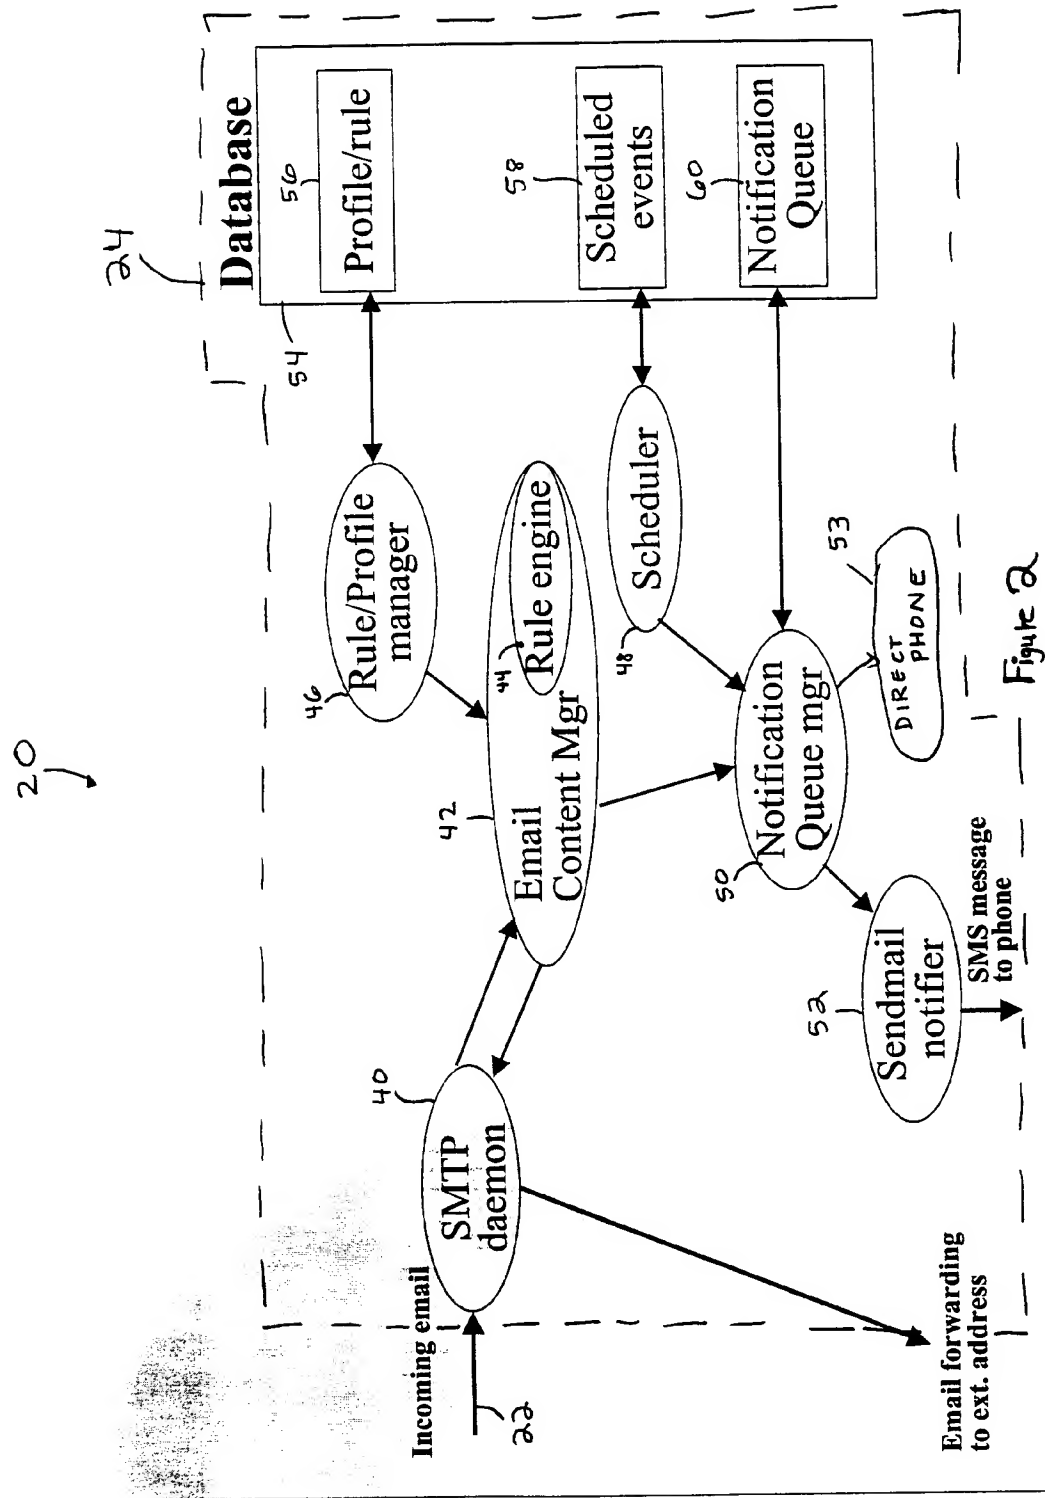 20
24
Database
54
56
Profile/rule
58
Scheduled
events
60
Notification
Queue
46
Rule/Profile
manager
42
Email
Content Mgr
44
Rule engine
48
Scheduler
40
SMTP
daemon
Incoming email
22
50
Notification
Queue mgr
53
DIRECT
PHONE
52
Sendmail
notifier
SMS message
to phone
Email forwarding
to ext. address
Figure 2